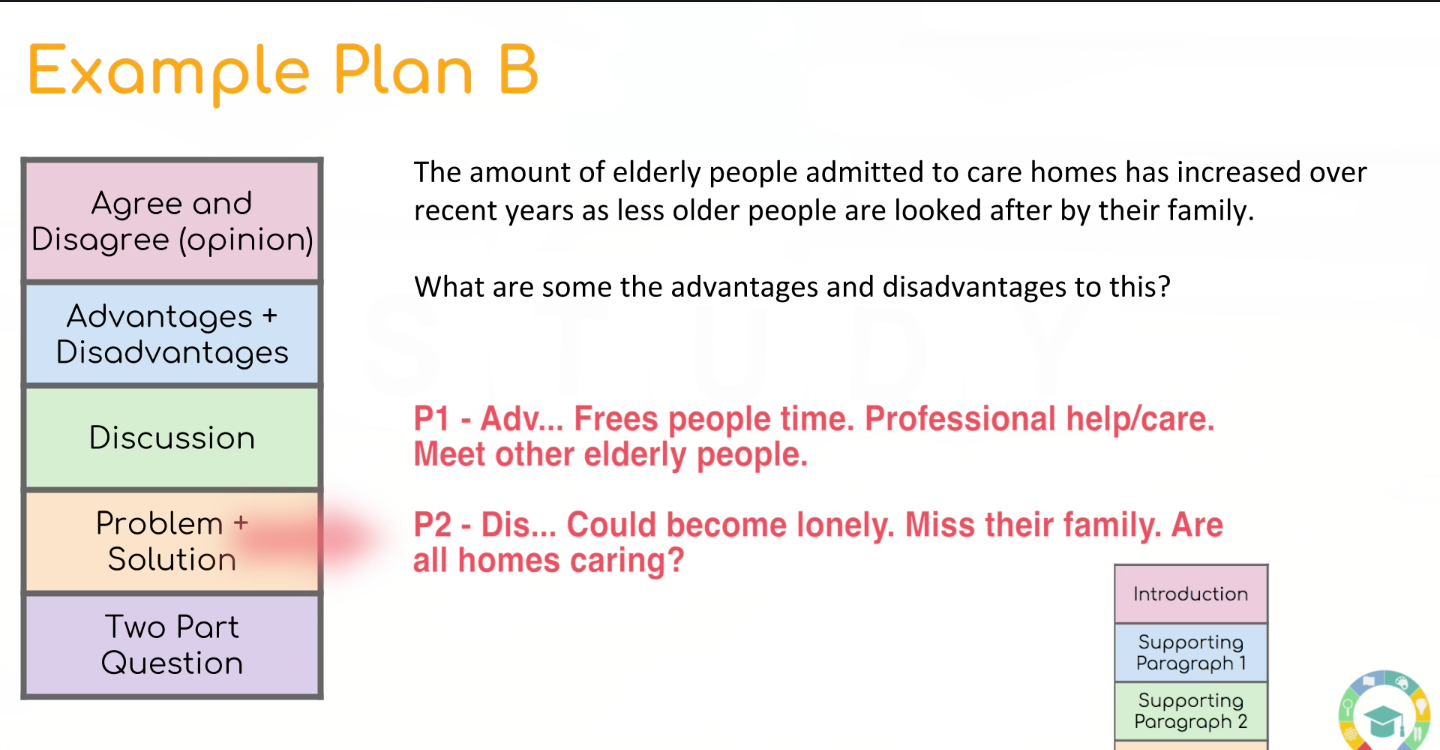 Example Plan B
Agree and
Disagree (opinion)
Advantages +
Disadvantages
Discussion
Problem +
Solution
Two Part
Question
The amount of elderly people admitted to care homes has increased over
recent years as less older people are looked after by their family.
What are some the advantages and disadvantages to this?
STUDY
P1 - Adv... Frees people time. Professional help/care.
Meet other elderly people.
P2 - Dis... Could become lonely. Miss their family. Are
all homes caring?
Introduction
Supporting
Paragraph 1
Supporting
Paragraph 2